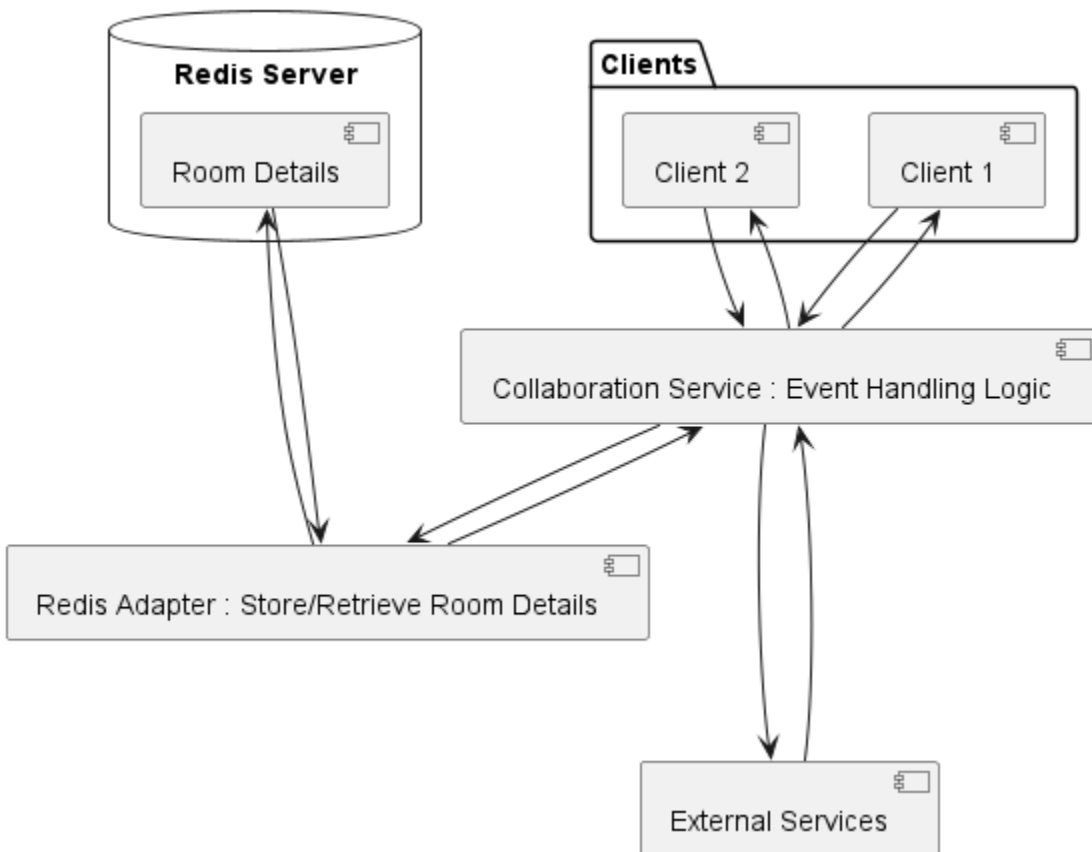 Redis Server
Room Details
Clients
Client 2
Client 1
Collaboration Service : Event Handling Logic
Redis Adapter : Store/Retrieve Room Details
External Services